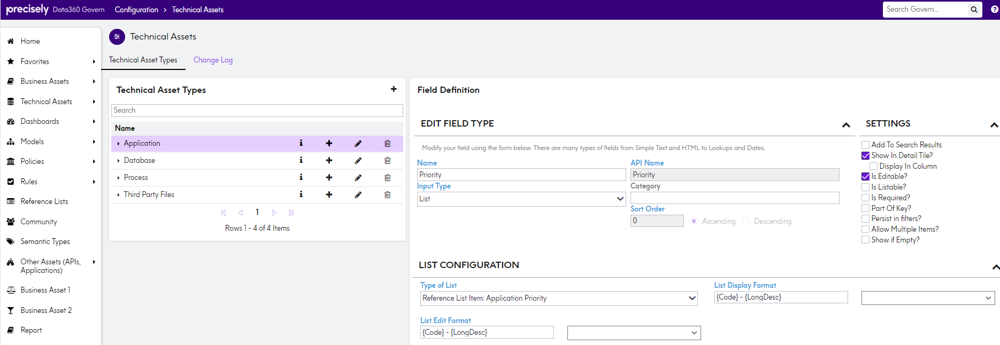 precisely Data360 Govern Configuration › Technical Assets Search Govern... ?
Home
Favorites
Business Assets
Technical Assets
Dashboards
Models
Policies
Rules
Reference Lists
Community
Semantic Types
Other Assets (APIs,
Applications)
Business Asset 1
Business Asset 2
Report
Technical Assets
Technical Asset Types Change Log
Technical Asset Types +
Search
Name
Application
Database
Process
Third Party Files
1
Rows 1 - 4 of 4 Items
Field Definition
EDIT FIELD TYPE
Modify your field using the form below. There are many types of fields from Simple Text and HTML to Lookups and Dates.
Name API Name
Priority Priority
Input Type Category
List
Sort Order
0 Ascending Descending
SETTINGS
Add To Search Results
Show In Detail Tile?
Display In Column
Is Editable?
Is Listable?
Is Required?
Part Of Key?
Persist in filters?
Allow Multiple Items?
Show if Empty?
LIST CONFIGURATION
Type of List List Display Format
Reference List Item: Application Priority {Code} - {LongDesc}
List Edit Format
{Code} - {LongDesc}